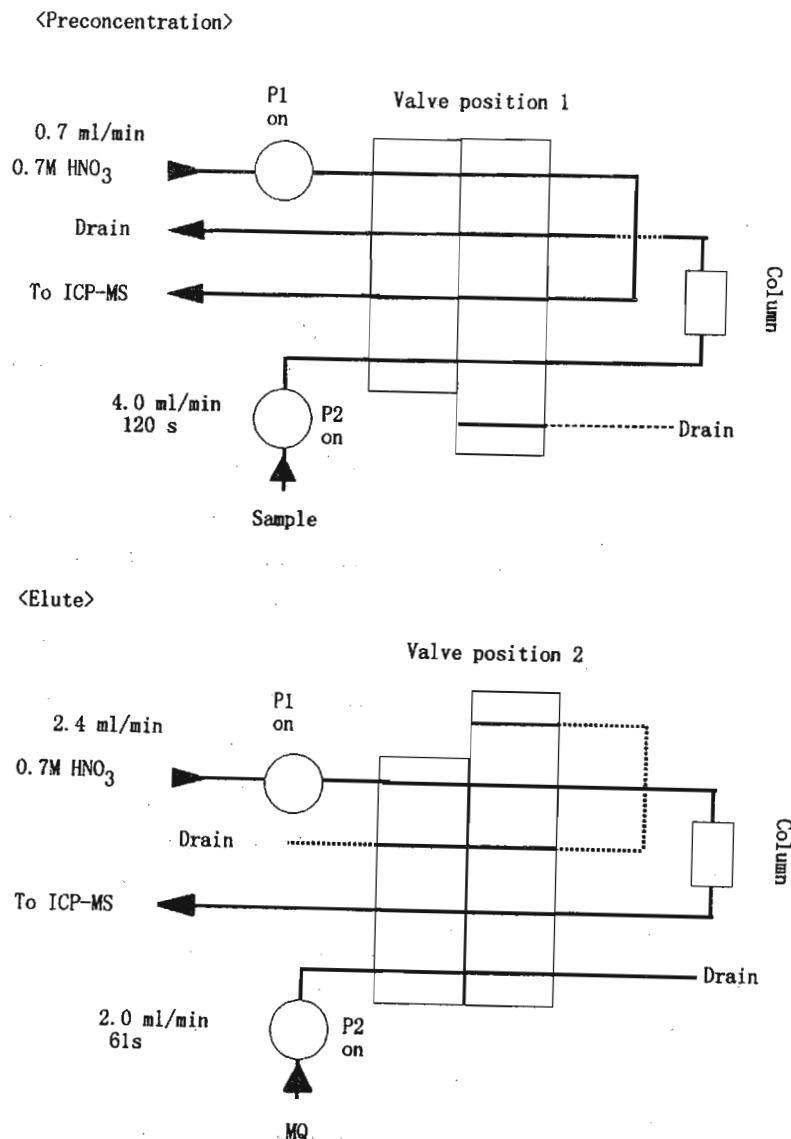 <Preconcentration>
P1
on
Valve position 1
0.7 ml/min
0.7M HNO3
Drain
To ICP-MS
Column
4.0 ml/min
120 s
P2
on
Drain
Sample
<Elute>
Valve position 2
P1
on
2.4 ml/min
0.7M HNO3
Drain
Column
To ICP-MS
Drain
2.0 ml/min
61s
P2
on
MQ